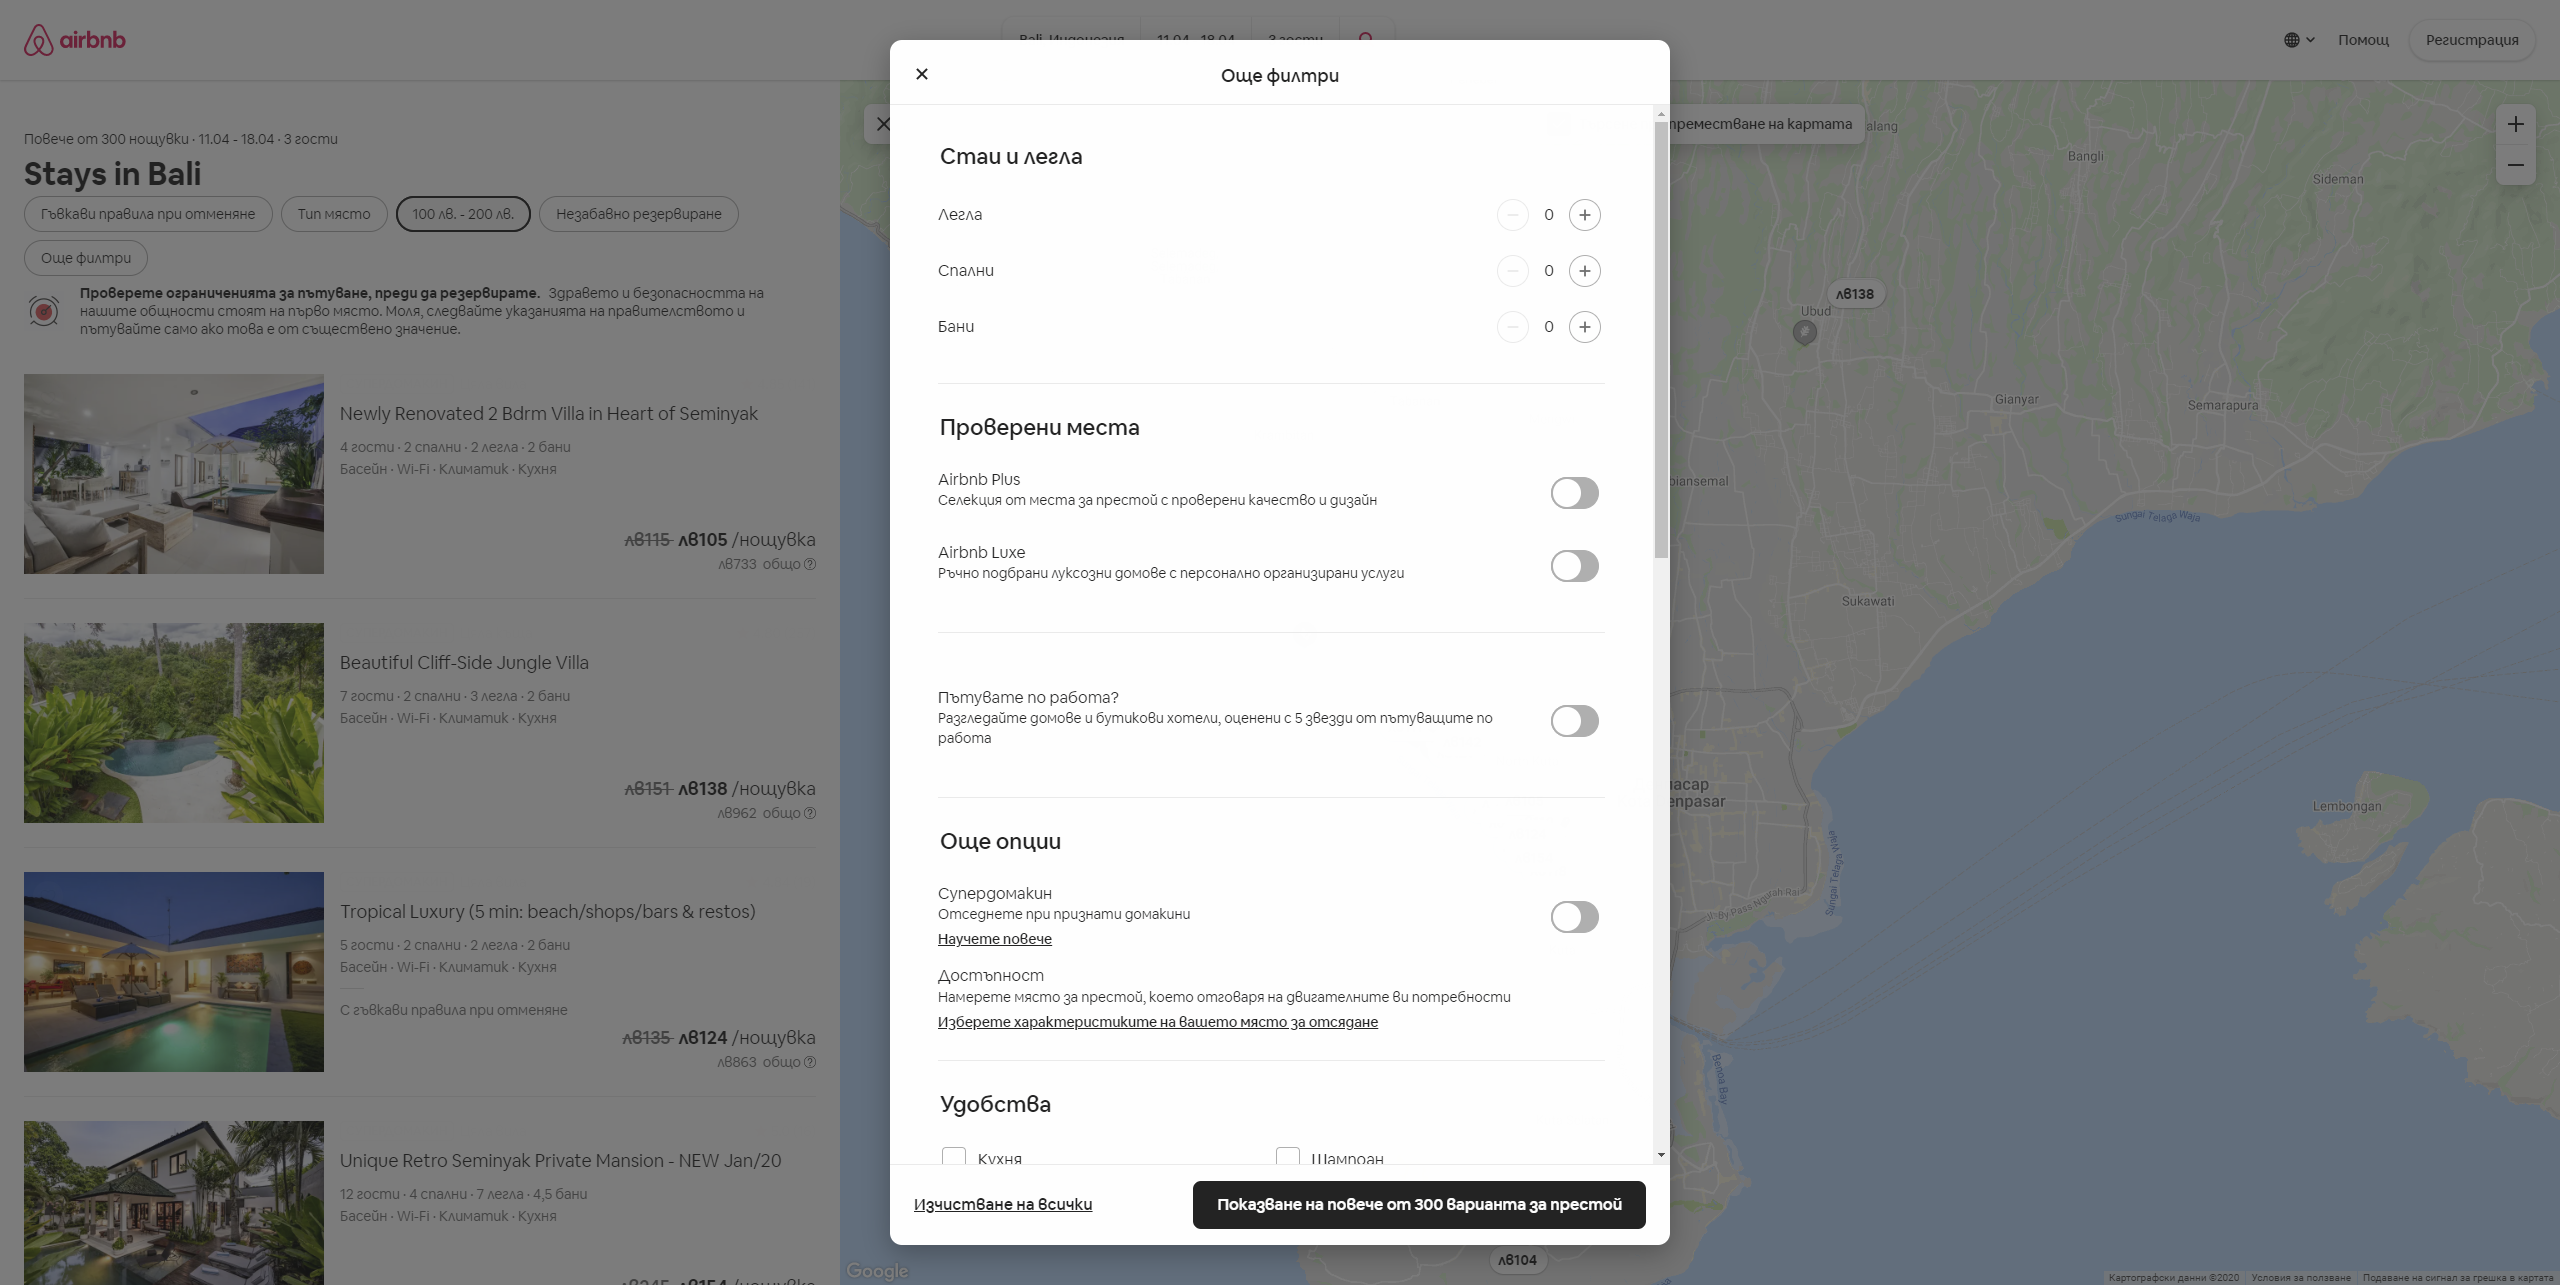 airbnb
Помощ
Регистрация
Повече от 300 нощувки · 11.04 - 18.04 · 3 гости
Stays in Bali
Гъвкави правила при отменяне
Тип място
100 лв. - 200 лв.
Незабавно резервиране
Още филтри
Проверете ограниченията за пътуване, преди да резервирате. Здравето и безопасността на
нашите общности стоят на първо място. Моля, следвайте указанията на правителството и
пътувайте само ако това е от съществено значение.
Newly Renovated 2 Bdrm Villa in Heart of Seminyak
4 гости · 2 спални · 2 легла · 2 бани
Басейн · Wi-Fi · Климатик · Кухня
лв115 лв105 /нощувка
лв733 общо
Beautiful Cliff-Side Jungle Villa
7 гости · 2 спални · 3 легла · 2 бани
Басейн · Wi-Fi · Климатик · Кухня
лв151 лв138 /нощувка
лв962 общо
Tropical Luxury (5 min: beach/shops/bars & restos)
5 гости · 2 спални · 2 легла · 2 бани
Басейн · Wi-Fi · Климатик · Кухня
С гъвкави правила при отменяне
лв135 лв124 /нощувка
лв863 общо
Unique Retro Seminyak Private Mansion - NEW Jan/20
12 гости · 4 спални · 7 легла · 4,5 бани
Басейн · Wi-Fi · Климатик · Кухня
Още филтри
Стаи и легла
Легла
0
Спални
0
Бани
0
Проверени места
Airbnb Plus
Селекция от места за престой с проверени качество и дизайн
Airbnb Luxe
Ръчно подбрани луксозни домове с персонално организирани услуги
Пътувате по работа?
Разгледайте домове и бутикови хотели, оценени с 5 звезди от пътуващите по
работа
Още опции
Супердомакин
Отседнете при признати домакини
Научете повече
Достъпност
Намерете място за престой, което отговаря на двигателните ви потребности
Изберете характеристиките на вашето място за отсядане
Удобства
Кухня
Шампоан
Изчистване на всички
Показване на повече от 300 варианта за престой
преместване на картата
Bangli
Sideman
лв138
Ubud
Gianyar
Semarapura
Sungai Telaga Waja
Sukawati
Lembongan
Sungai Telaga Waja
Jl. By Pass Ngurah Rai
Benoa Bay
лв104
Google
Картографски данни ©2020
Условия за ползване
Подаване на сигнал за грешка в картата